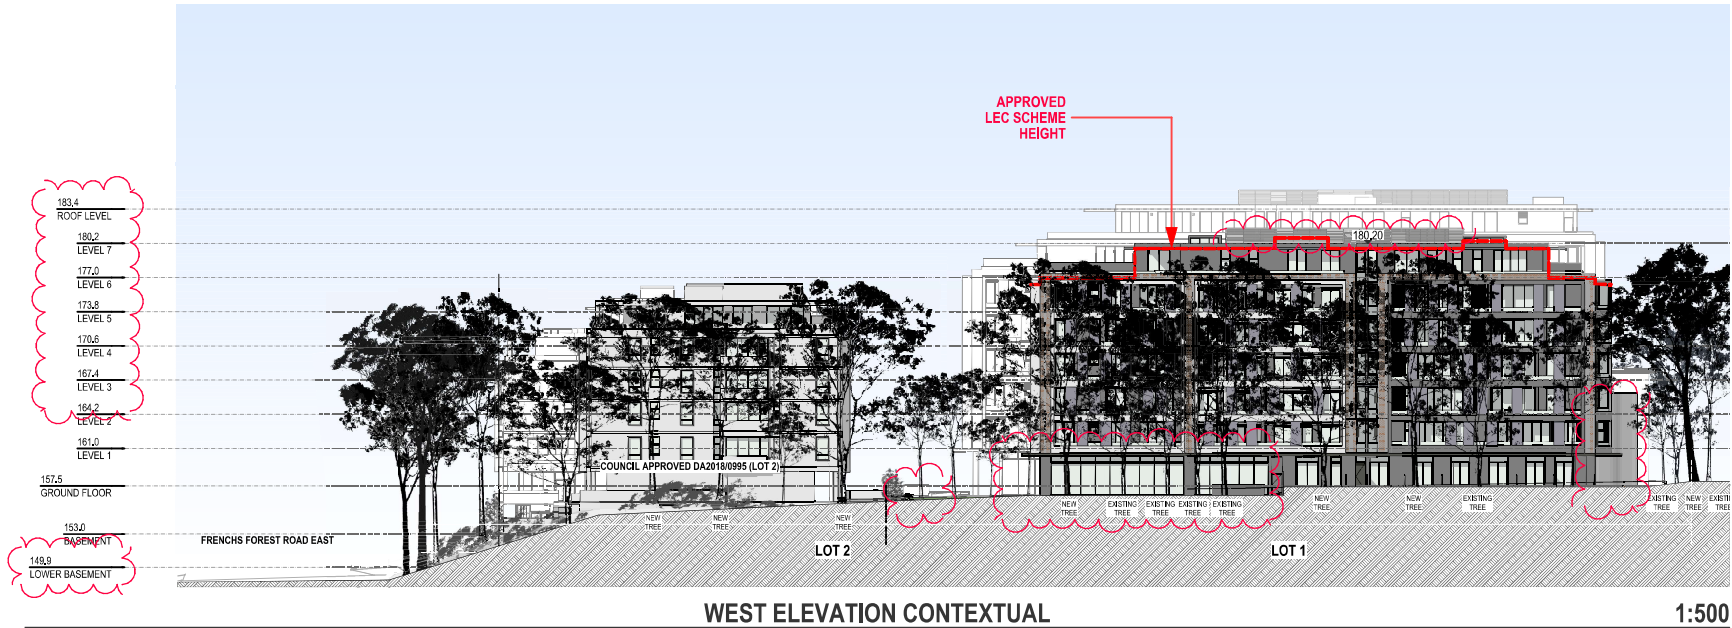 APPROVED
LEC SCHEME
HEIGHT
183.4
ROOF LEVEL
180.2
LEVEL 7
177.0
LEVEL 6
173.8
LEVEL 5
170.6
LEVEL 4
167.4
LEVEL 3
164.2
LEVEL 2
161.0
LEVEL 1
157.5
GROUND FLOOR
153.0
BASEMENT
149.9
LOWER BASEMENT
180.20
COUNCIL APPROVED DA2018/0995 (LOT 2)
FRENCHS FOREST ROAD EAST
NEW
TREE
NEW
TREE
NEW
TREE
NEW
TREE
EXISTING
TREE
EXISTING
TREE
EXISTING
TREE
EXISTING
TREE
NEW
TREE
NEW
TREE
EXISTING
TREE
EXISTING
TREE
NEW
TREE
EXISTI
TREE
LOT 2
LOT 1
WEST ELEVATION CONTEXTUAL
1:500